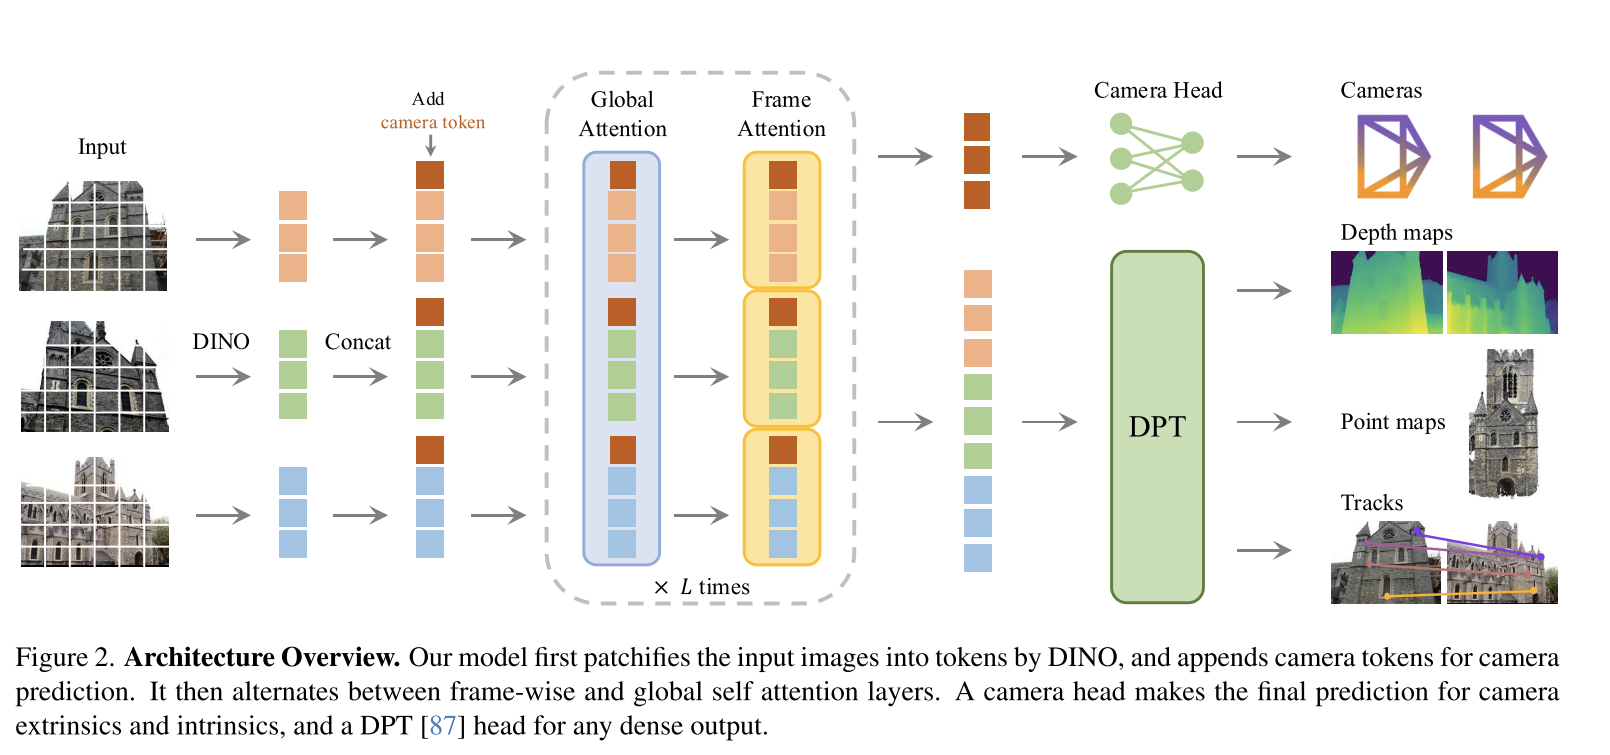 Input
DINO
Concat
Add
camera token
Global
Attention
Frame
Attention
× L times
Camera Head
DPT
Cameras
Depth maps
Point maps
Tracks
Figure 2. Architecture Overview. Our model first patchifies the input images into tokens by DINO, and appends camera tokens for camera
prediction. It then alternates between frame-wise and global self attention layers. A camera head makes the final prediction for camera
extrinsics and intrinsics, and a DPT [87] head for any dense output.